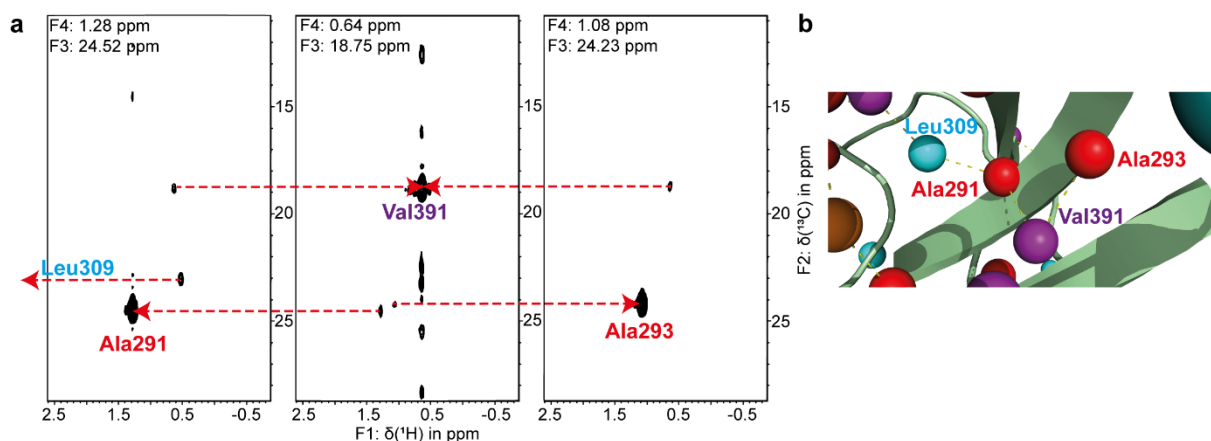 a
F4: 1.28 ppm
F3: 24.52 ppm
F4: 0.64 ppm
F3: 18.75 ppm
F4: 1.08 ppm
F3: 24.23 ppm
15
20
25
15
20
25
15
20
25
Val391
Leu309
Ala291
Ala293
2.5 1.5 0.5 -0.5
2.5 1.5 0.5 -0.5
2.5 1.5 0.5 -0.5
F1: δ(¹H) in ppm
F2: δ(¹³C) in ppm
b
Leu309
Ala293
Ala291
Val391